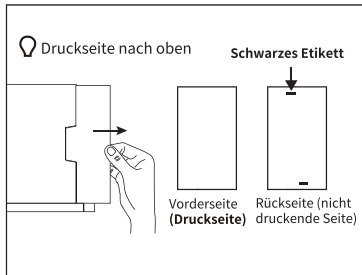 Druckseite nach oben
Schwarzes Etikett
Vorderseite
(Druckseite)
Rückseite (nicht
druckende Seite)